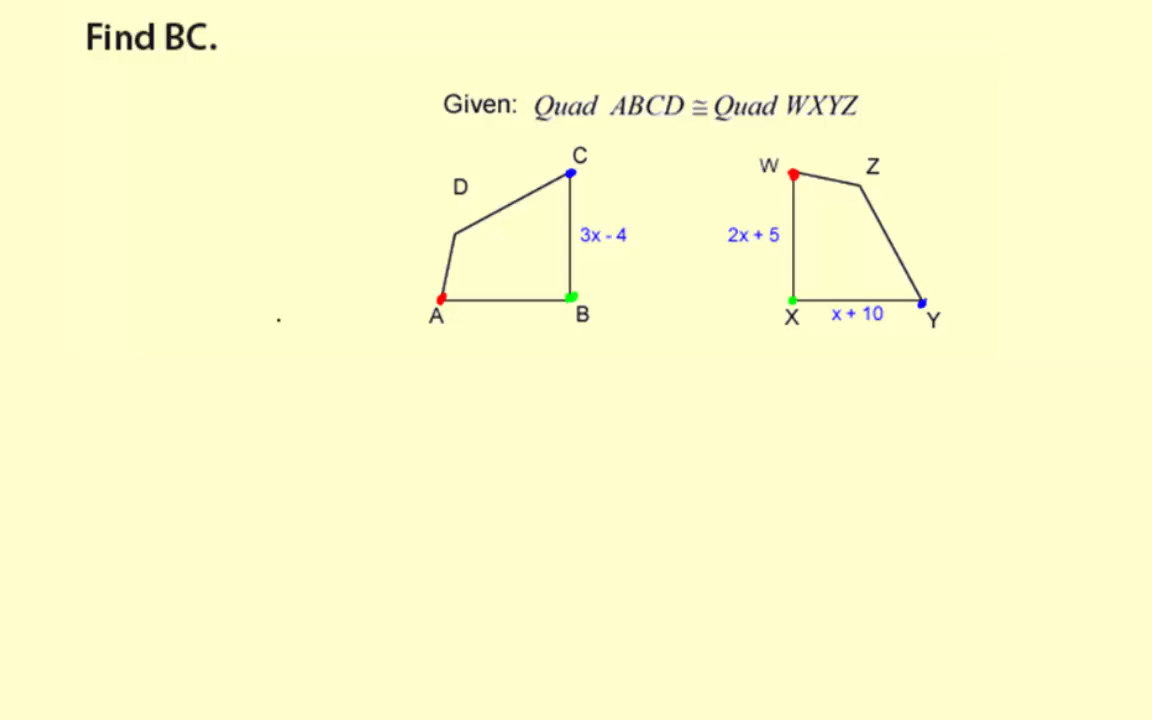 Find BC.
Given: Quad ABCD ≅ Quad WXYZ
C
W
Z
D
3x - 4
2x + 5
A
B
X
x + 10
Y